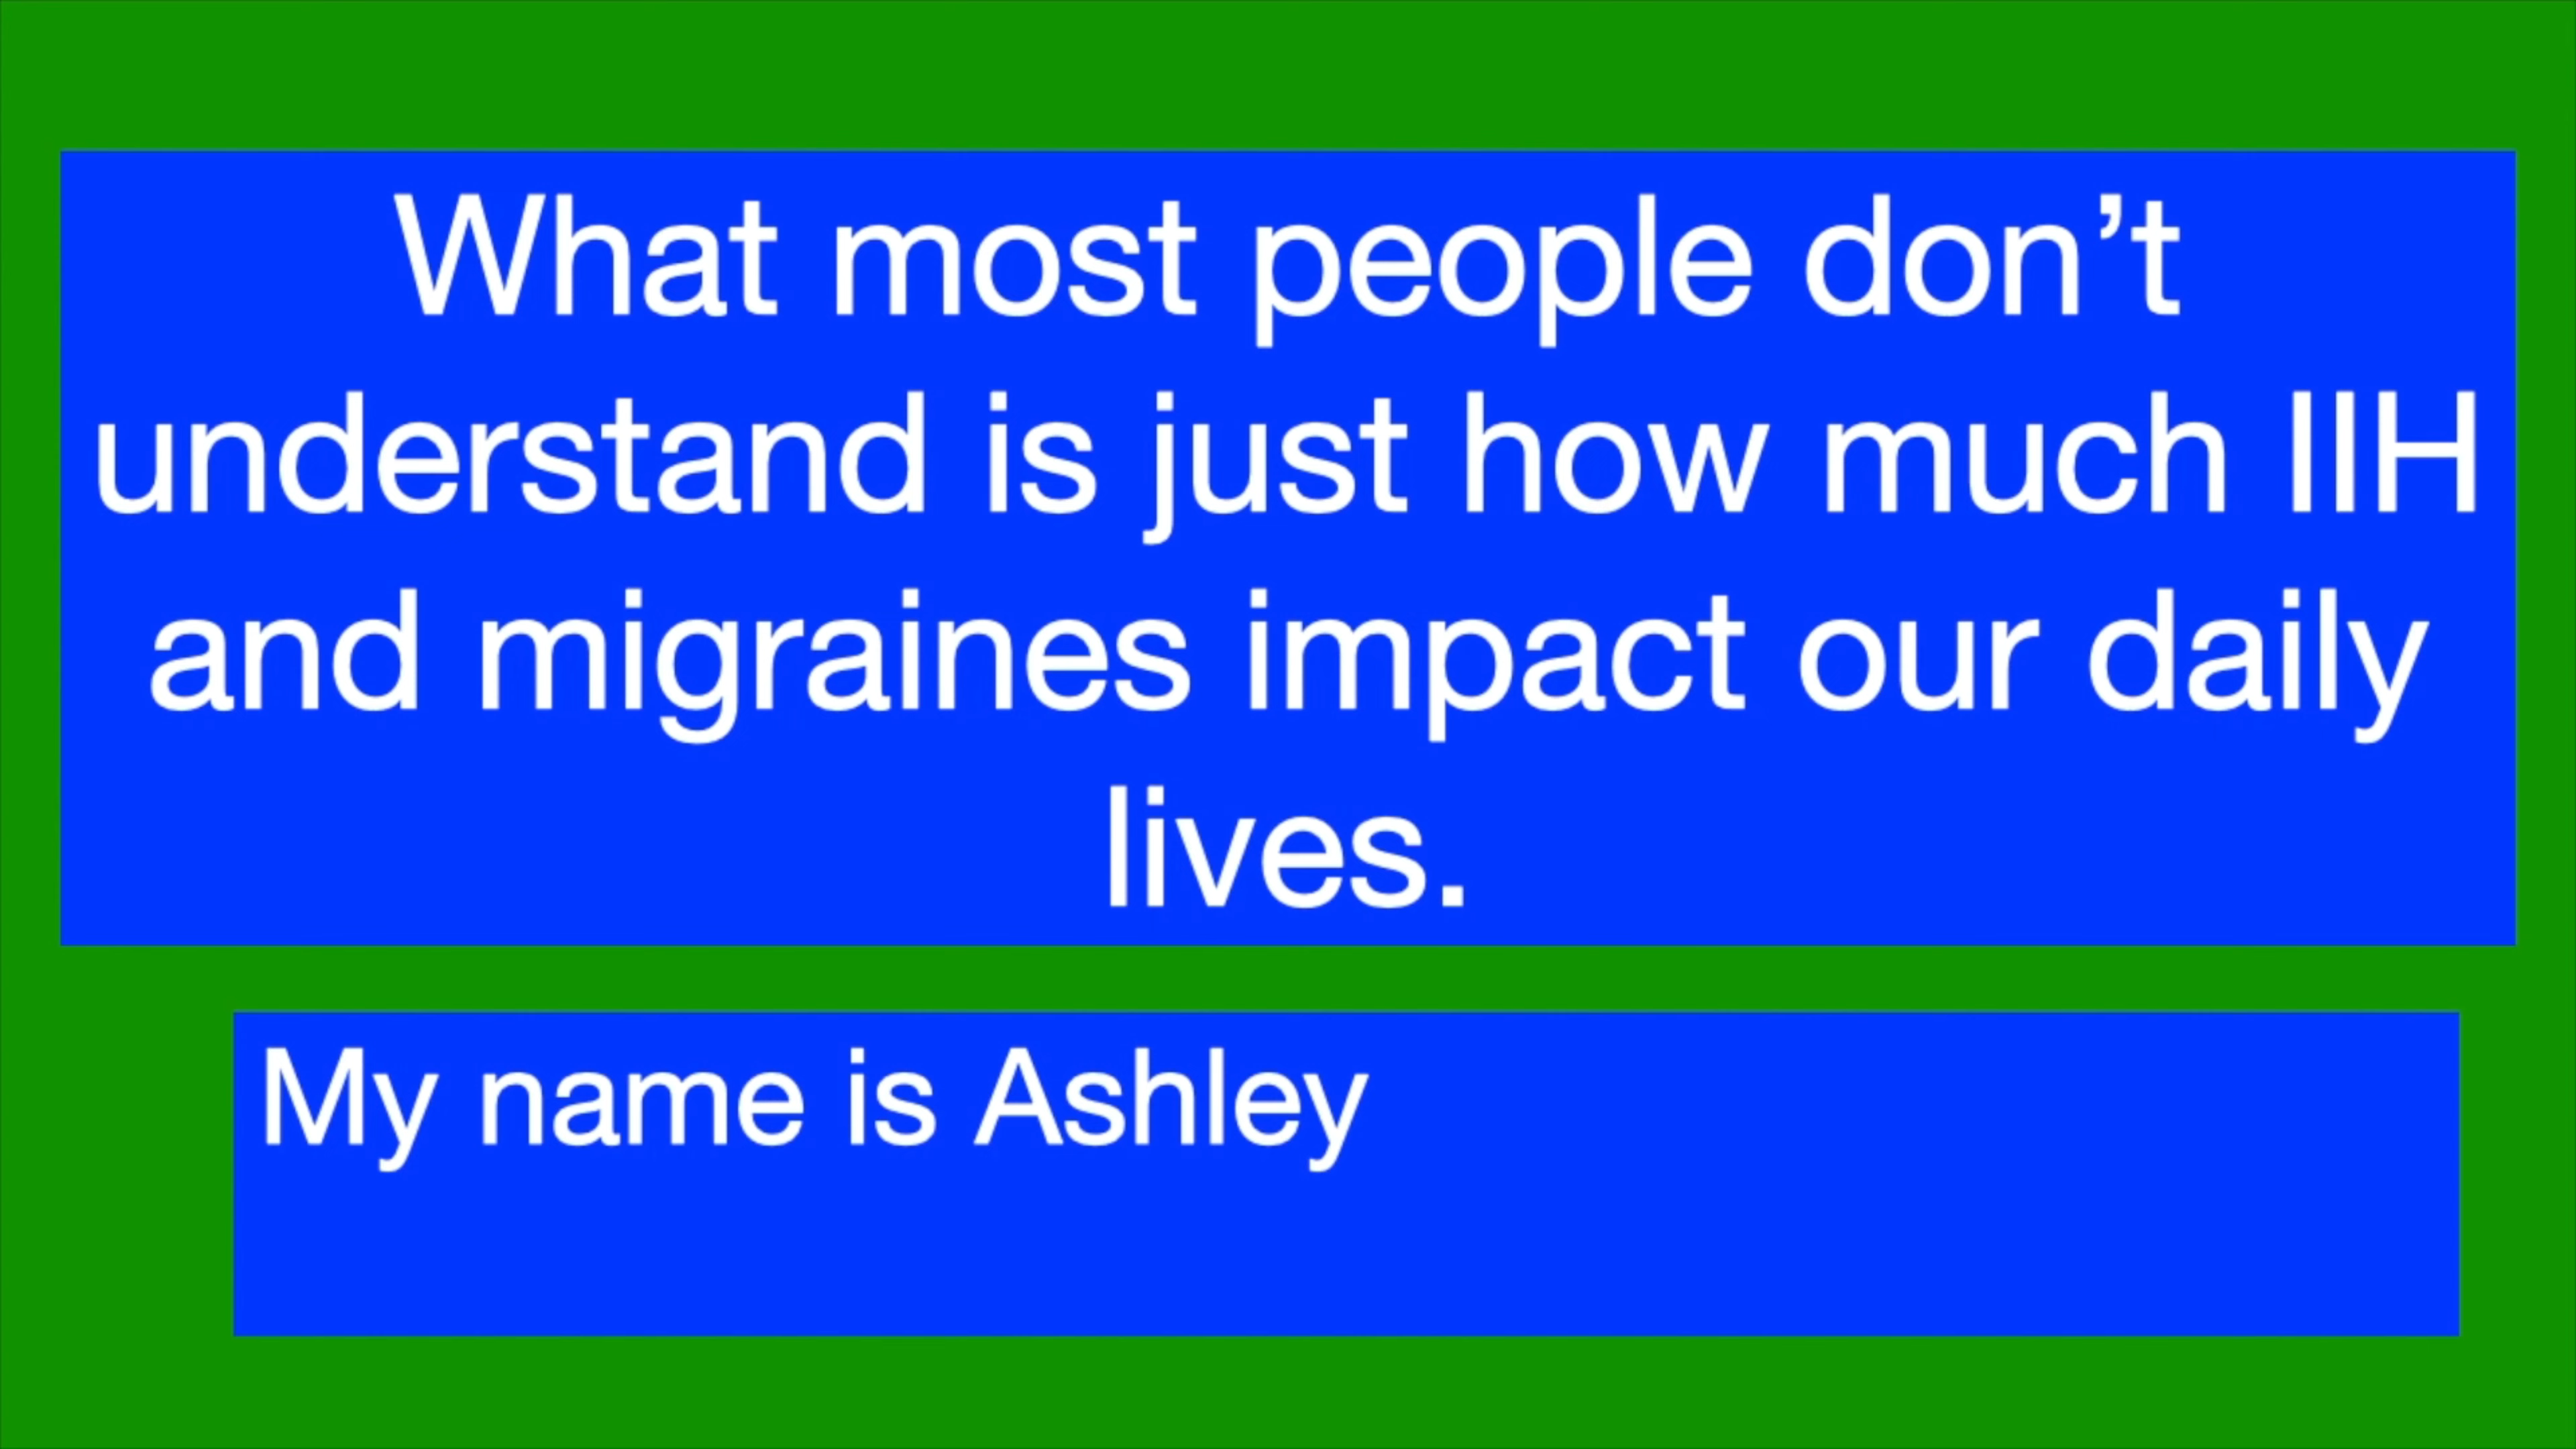 What most people don’t
understand is just how much IIH
and migraines impact our daily
lives.
My name is Ashley